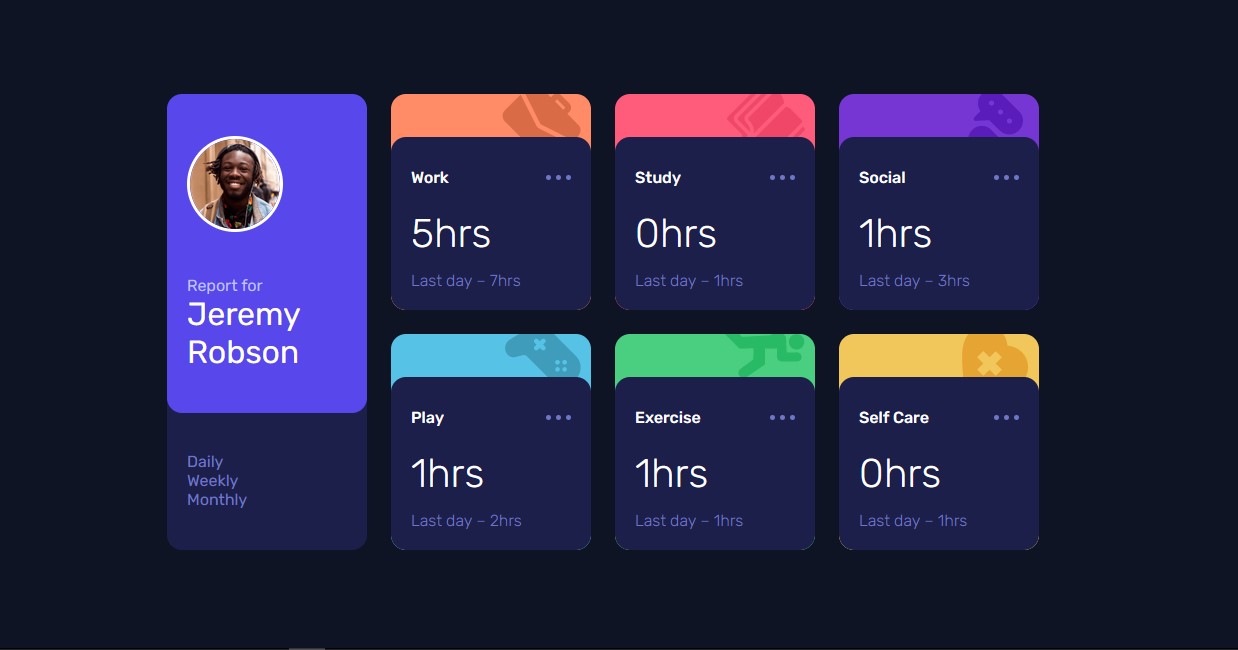 Report for
Jeremy
Robson
Daily
Weekly
Monthly
Work
5hrs
Last day – 7hrs
Study
0hrs
Last day – 1hrs
Social
1hrs
Last day – 3hrs
Play
1hrs
Last day – 2hrs
Exercise
1hrs
Last day – 1hrs
Self Care
0hrs
Last day – 1hrs